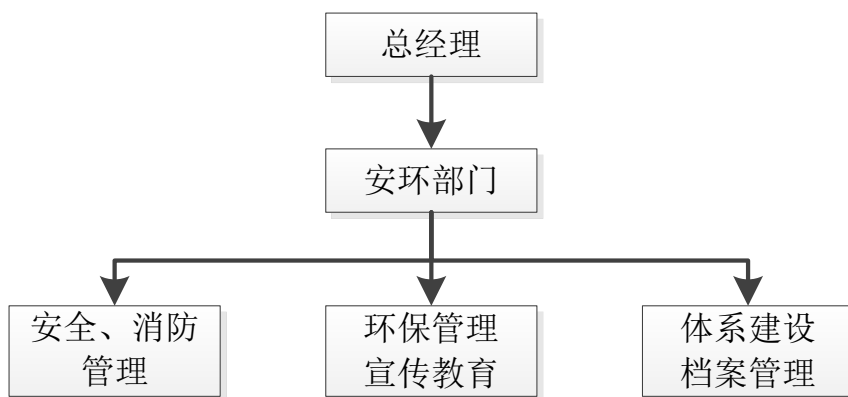 总经理
安环部门
安全、消防
管理
环保管理
宣传教育
体系建设
档案管理